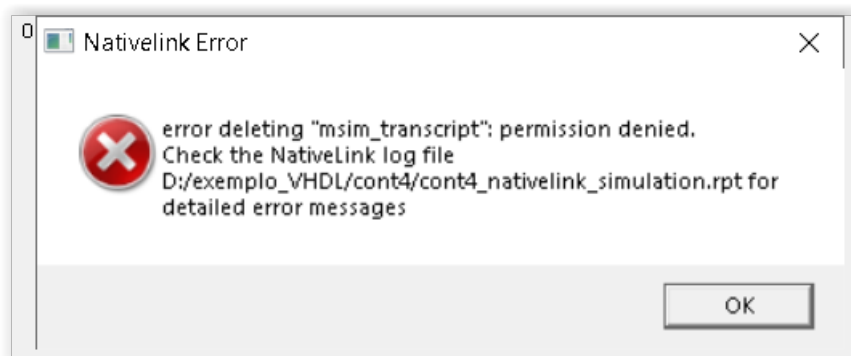 0
Nativelink Error
error deleting "msim_transcript": permission denied.
Check the NativeLink log file
D:/exemplo_VHDL/cont4/cont4_nativelink_simulation.rpt for
detailed error messages
OK